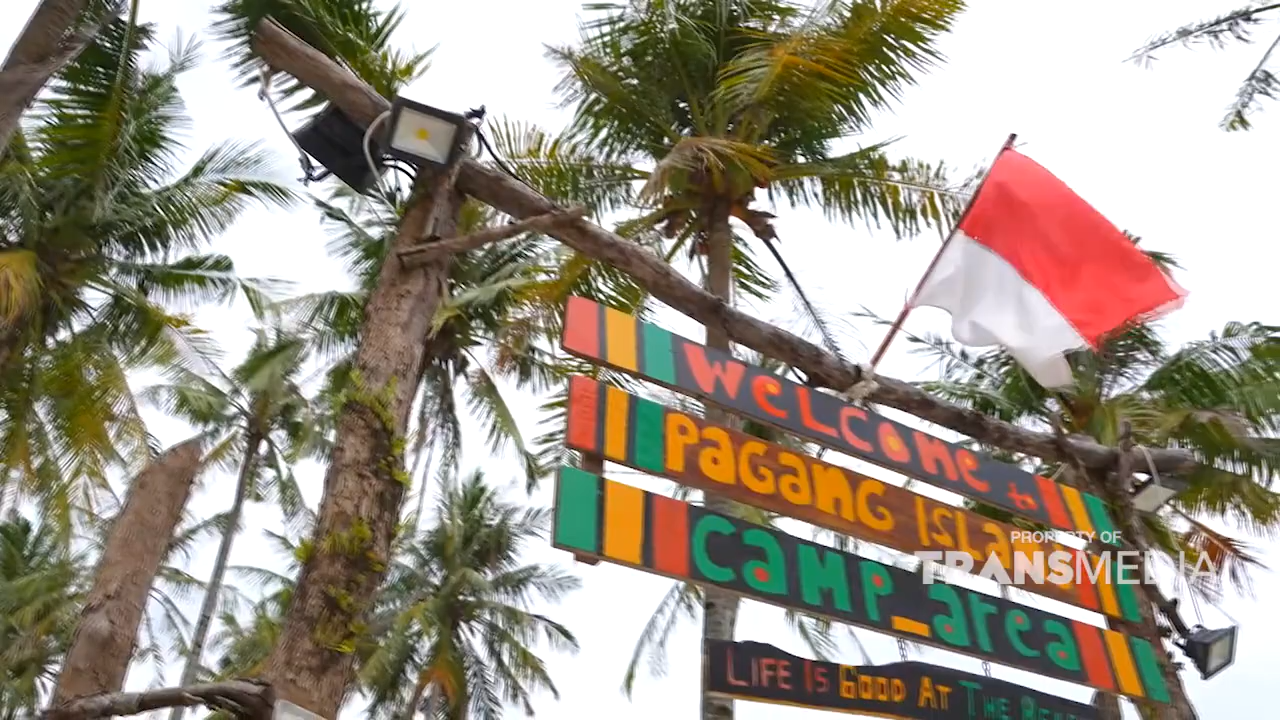 WELCOME to
PAGANG ISLAND
CAMP_area
LIFE IS GOOD AT THE
PROPERTY OF
TRANSMEDIA